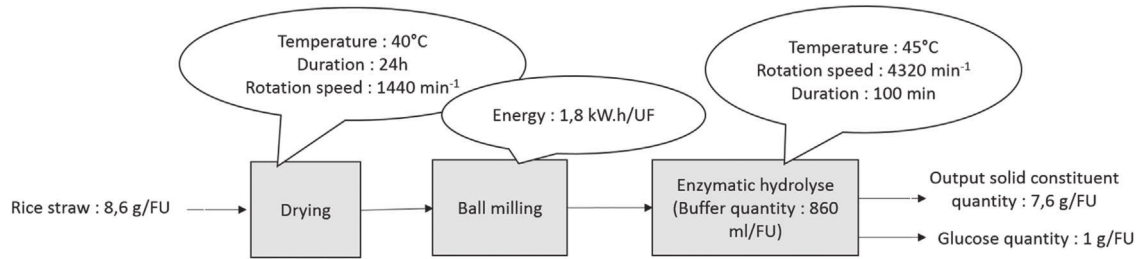 Temperature : 40°C
Duration : 24h
Rotation speed : 1440 min-1
Energy : 1,8 kW.h/UF
Temperature : 45°C
Rotation speed : 4320 min-1
Duration : 100 min
Rice straw : 8,6 g/FU
Drying
Ball milling
Enzymatic hydrolyse
(Buffer quantity : 860
ml/FU)
Output solid constituent
quantity : 7,6 g/FU
Glucose quantity : 1 g/FU